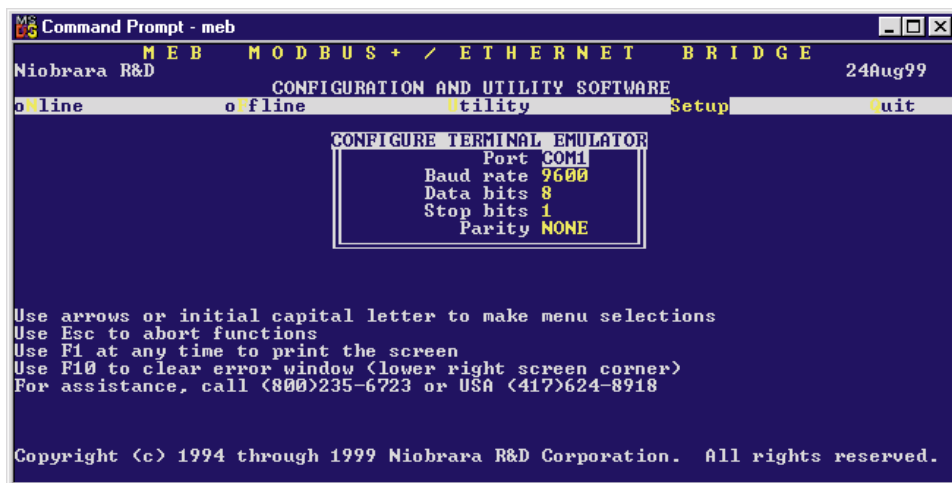 Command Prompt - meb
M E B M O D B U S + / E T H E R N E T B R I D G E
Niobrara R&D 24Aug99
CONFIGURATION AND UTILITY SOFTWARE
oNline oFfline Utility Setup Quit
CONFIGURE TERMINAL EMULATOR
Port COM1
Baud rate 9600
Data bits 8
Stop bits 1
Parity NONE
Use arrows or initial capital letter to make menu selections
Use Esc to abort functions
Use F1 at any time to print the screen
Use F10 to clear error window (lower right screen corner)
For assistance, call (800)235-6723 or USA (417)624-8918
Copyright (c) 1994 through 1999 Niobrara R&D Corporation. All rights reserved.